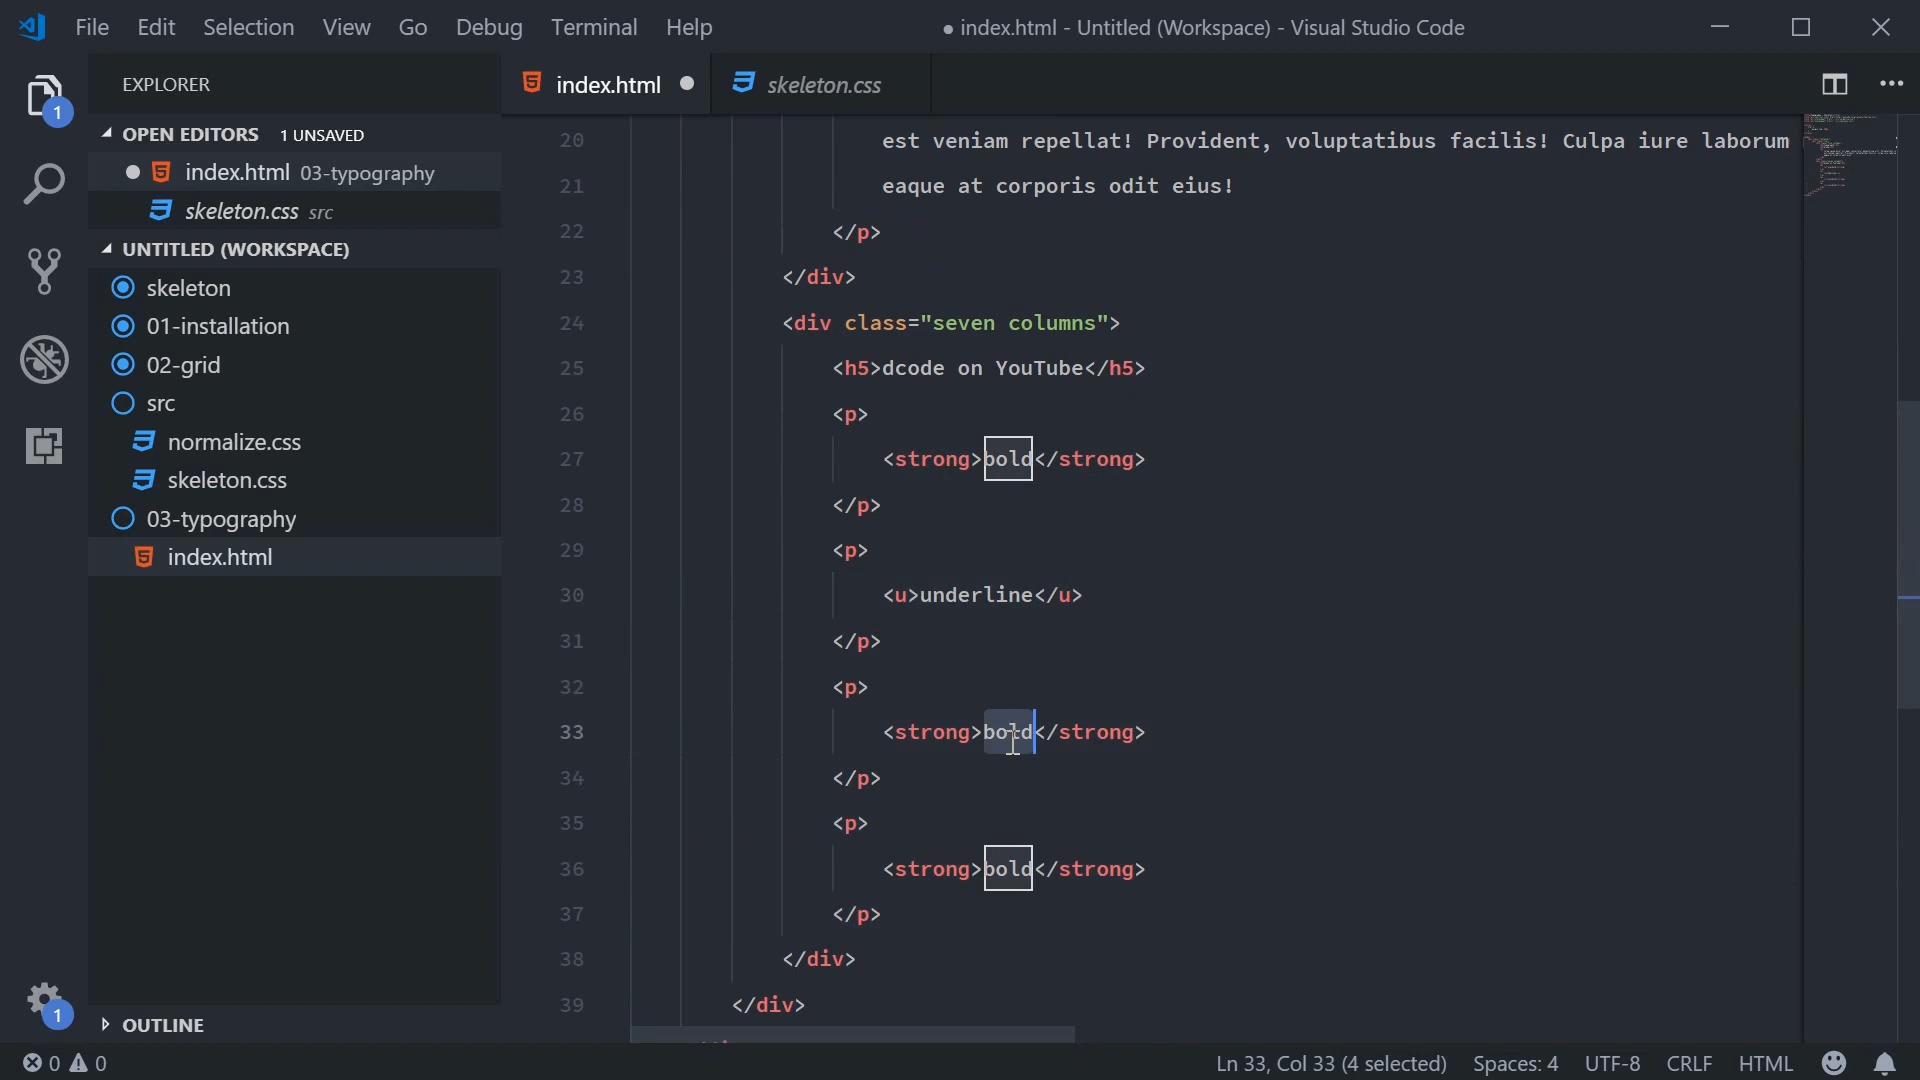 File Edit Selection View Go Debug Terminal Help
● index.html - Untitled (Workspace) - Visual Studio Code
EXPLORER
1
OPEN EDITORS 1 UNSAVED
index.html 03-typography
skeleton.css src
UNTITLED (WORKSPACE)
skeleton
01-installation
02-grid
src
normalize.css
skeleton.css
03-typography
index.html
OUTLINE
1
index.html
skeleton.css
20 est veniam repellat! Provident, voluptatibus facilis! Culpa iure laborum
21 eaque at corporis odit eius!
22 </p>
23 </div>
24 <div class="seven columns">
25 <h5>dcode on YouTube</h5>
26 <p>
27 <strong>bold</strong>
28 </p>
29 <p>
30 <u>underline</u>
31 </p>
32 <p>
33 <strong>bold</strong>
34 </p>
35 <p>
36 <strong>bold</strong>
37 </p>
38 </div>
39 </div>
0 0
Ln 33, Col 33 (4 selected) Spaces: 4 UTF-8 CRLF HTML